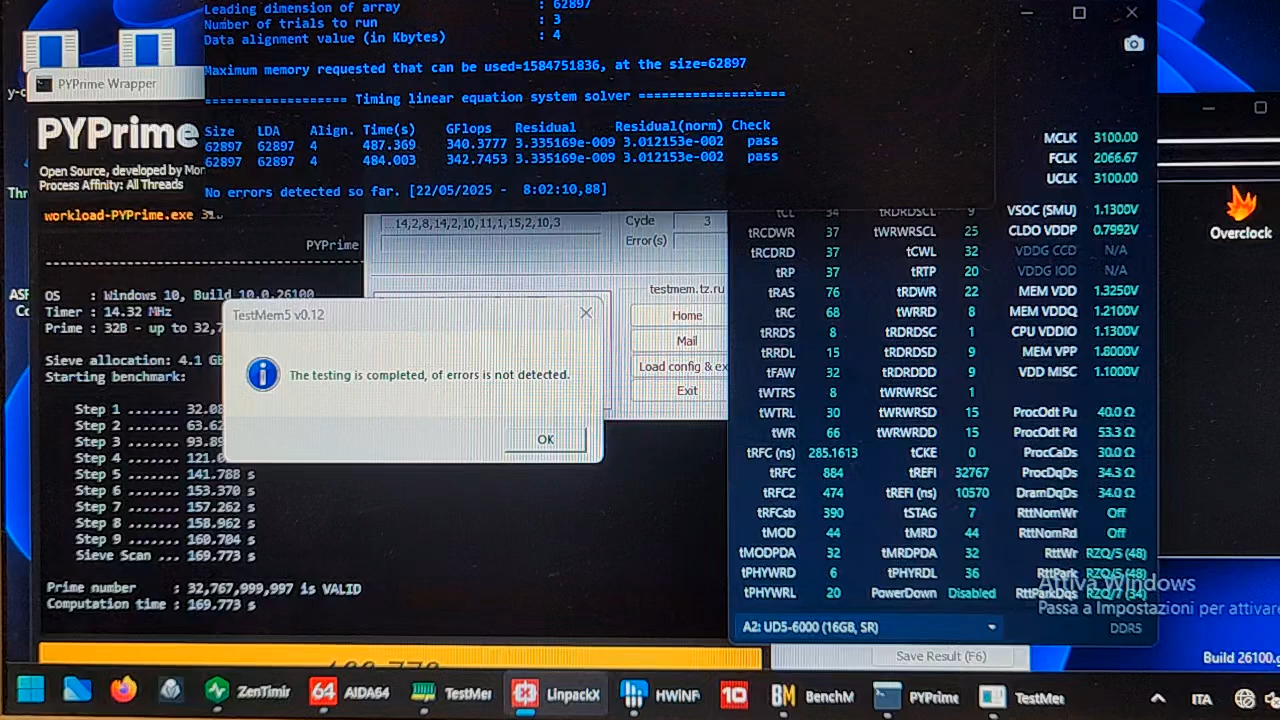 Leading dimension of array : 62897
Number of trials to run : 3
Data alignment value (in Kbytes) : 4
Maximum memory requested that can be used=1584751836, at the size=62897
=================== Timing linear equation system solver ===================
Size LDA Align. Time(s) GFlops Residual Residual(norm) Check
62897 62897 4 487.369 340.3777 3.335169e-009 3.012153e-002 pass
62897 62897 4 484.003 342.7453 3.335169e-009 3.012153e-002 pass
No errors detected so far. [22/05/2025 - 8:02:10,88]
PYPrime Wrapper
PYPrime
Open Source, developed by Mor
Process Affinity: All Threads
workload-PYPrime.exe
PYPrime
OS : Windows 10, Build 10.0.26100
Timer : 14.32 MHz
Prime : 32B - up to 32,7
Sieve allocation: 4.1 GB
Starting benchmark:
Step 1 ....... 32.08
Step 2 ....... 63.62
Step 3 ....... 93.89
Step 4 ....... 121.0
Step 5 ....... 141.788 s
Step 6 ....... 153.370 s
Step 7 ....... 157.262 s
Step 8 ....... 158.962 s
Step 9 ....... 160.704 s
Sieve Scan ... 169.773 s
Prime number : 32,767,999,997 is VALID
Computation time : 169.773 s
14,2,8,14,2,10,11,1,15,2,10,3
Cycle 3
Error(s)
testmem.tz.ru
Home
Mail
Load config & ex
Exit
TestMem5 v0.12
The testing is completed, of errors is not detected.
OK
MCLK 3100.00
FCLK 2066.67
UCLK 3100.00
tCL 34 tRDRDSCL 9 VSOC (SMU) 1.1300V
tRCDWR 37 tWRWRSCL 25 CLDO VDDP 0.7992V
tRCDRD 37 tCWL 32 VDDG CCD N/A
tRP 37 tRTP 20 VDDG IOD N/A
tRAS 76 tRDWR 22 MEM VDD 1.3250V
tRC 68 tWRRD 8 MEM VDDQ 1.2100V
tRRDS 8 tRDRDSC 1 CPU VDDIO 1.1300V
tRRDL 15 tRDRDSD 9 MEM VPP 1.8000V
tFAW 32 tRDRDDD 9 VDD MISC 1.1000V
tWTRS 8 tWRWRSC 1
tWTRL 30 tWRWRSD 15 ProcOdt Pu 40.0 Ω
tWR 66 tWRWRDD 15 ProcOdt Pd 53.3 Ω
tRFC (ns) 285.1613 tCKE 0 ProcCaDs 30.0 Ω
tRFC 884 tREFI 32767 ProcDqDs 34.3 Ω
tRFC2 474 tREFI (ns) 10570 DramDqDs 34.0 Ω
tRFCsb 390 tSTAG 7 RttNomWr Off
tMOD 44 tMRD 44 RttNomRd Off
tMODPDA 32 tMRDPDA 32 RttWr RZQ/5 (48)
tPHYWRD 6 tPHYRDL 36 RttPark RZQ/5 (48)
tPHYWRL 20 PowerDown Disabled RttParkDqs RZQ/7 (34)
A2: UD5-6000 (16GB, SR) DDR5
Attiva Windows
Passa a Impostazioni per attivare
Save Result (F6)
Build 26100.
Overclock
ZenTimir
64 AIDA64
TestMer
LinpackX
HWINF
10
BM BenchM
PYPrime
TestMer
ITA